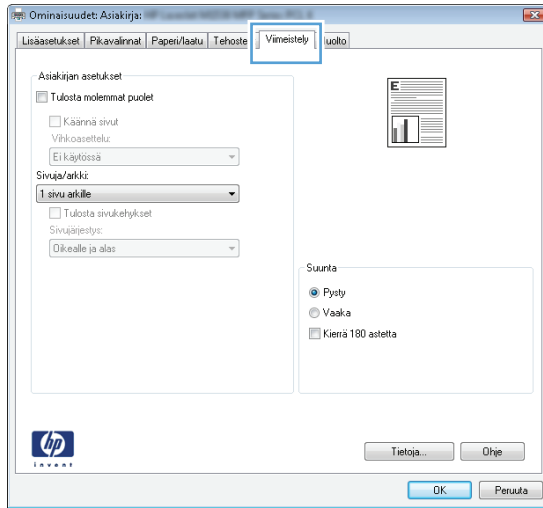 Ominaisuudet: Asiakirja:
Lisäasetukset Pikavalinnat Paperi/laatu Tehoste Viimeistely uolto
Asiakirjan asetukset
Tulosta molemmat puolet
Käännä sivut
Vihkoasettelu:
Ei käytössä
Sivuja/arkki:
1 sivu arkille
Tulosta sivukehykset
Sivujärjestys:
Oikealle ja alas
E
Suunta
Pysty
Vaaka
Kierrä 180 astetta
hp
invent
Tietoja... Ohje
OK Peruuta